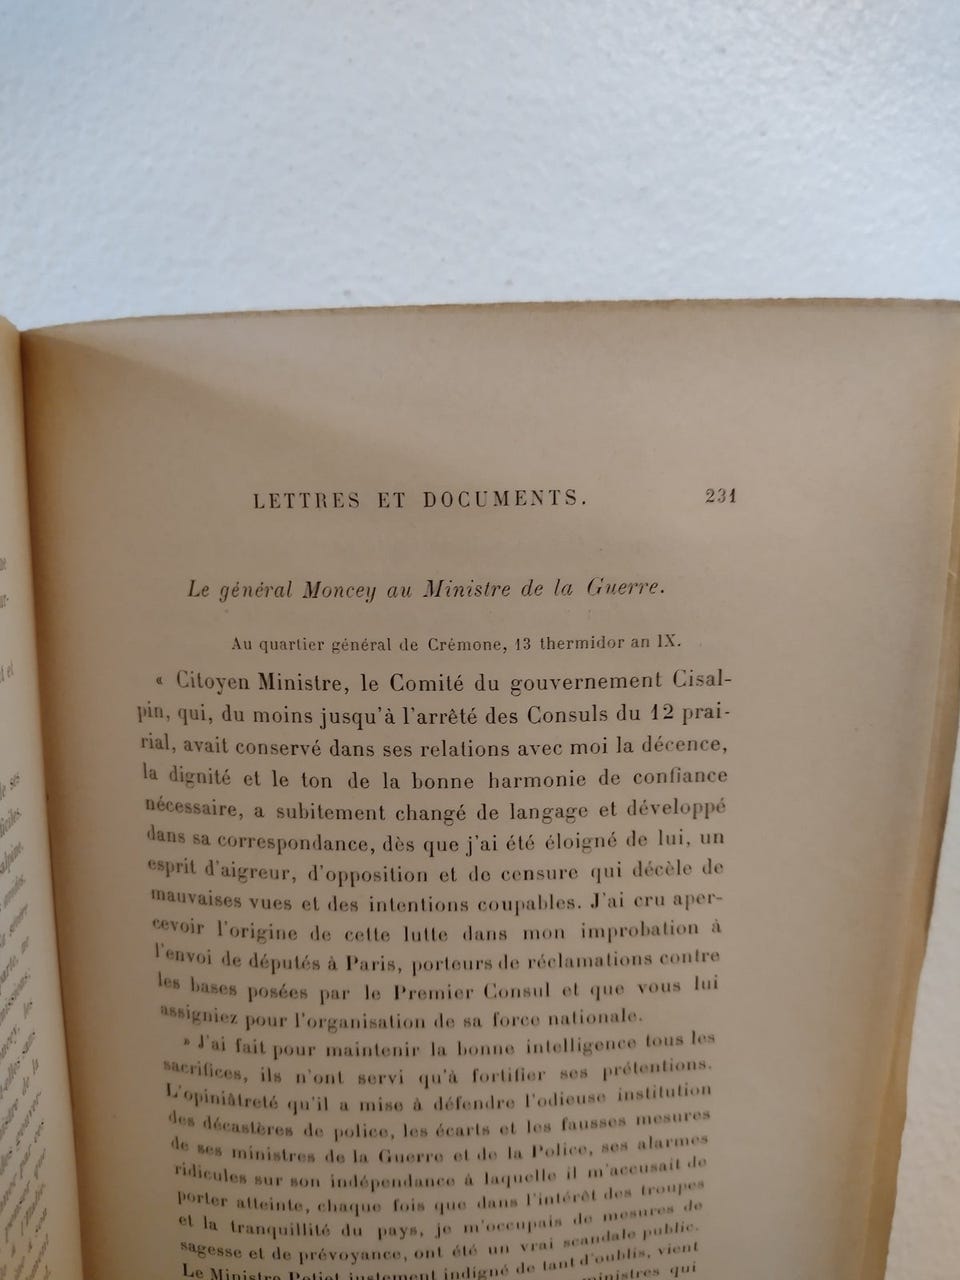 LETTRES ET DOCUMENTS. 231
Le général Moncey au Ministre de la Guerre.
Au quartier général de Crémone, 13 thermidor an IX.
« Citoyen Ministre, le Comité du gouvernement Cisal-
pin, qui, du moins jusqu'à l'arrêté des Consuls du 12 prai-
rial, avait conservé dans ses relations avec moi la décence,
la dignité et le ton de la bonne harmonie de confiance
nécessaire, a subitement changé de langage et développé
dans sa correspondance, dès que j'ai été éloigné de lui, un
esprit d'aigreur, d'opposition et de censure qui décèle de
mauvaises vues et des intentions coupables. J'ai cru aper-
cevoir l'origine de cette lutte dans mon improbation à
l'envoi de députés à Paris, porteurs de réclamations contre
les bases posées par le Premier Consul et que vous lui
assigniez pour l'organisation de sa force nationale.
» J'ai fait pour maintenir la bonne intelligence tous les
sacrifices, ils n'ont servi qu'à fortifier ses prétentions.
L'opiniâtreté qu'il a mise à défendre l'odieuse institution
des décastères de police, les écarts et les fausses mesures
de ses ministres de la Guerre et de la Police, ses alarmes
ridicules sur son indépendance à laquelle il m'accusait de
porter atteinte, chaque fois que dans l'intérêt des troupes
et la tranquillité du pays, je m'occupais de mesures de
sagesse et de prévoyance, ont été un vrai scandale public.
Le Ministre Petiet justement indigné de tant d'oublis, vient
ministres qui